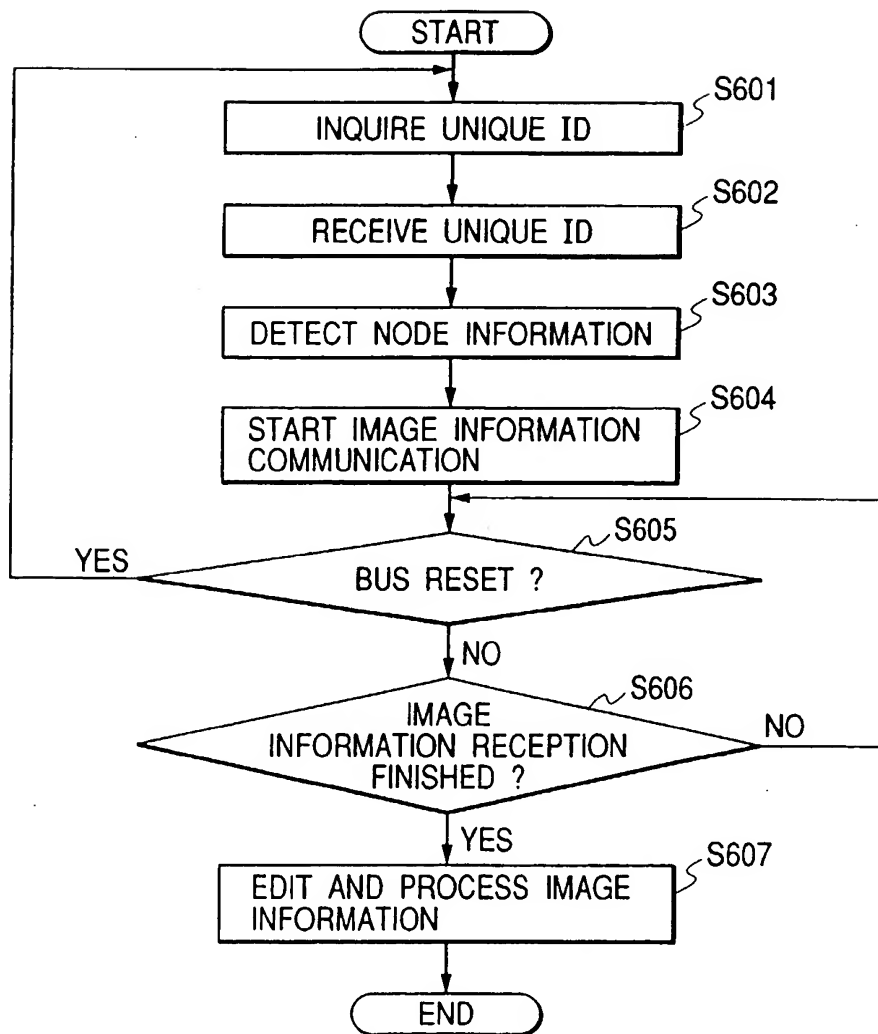 START
S601
INQUIRE UNIQUE ID
S602
RECEIVE UNIQUE ID
S603
DETECT NODE INFORMATION
S604
START IMAGE INFORMATION
COMMUNICATION
S605
YES
BUS RESET ?
NO
S606
IMAGE
INFORMATION RECEPTION
FINISHED ?
NO
YES
S607
EDIT AND PROCESS IMAGE
INFORMATION
END